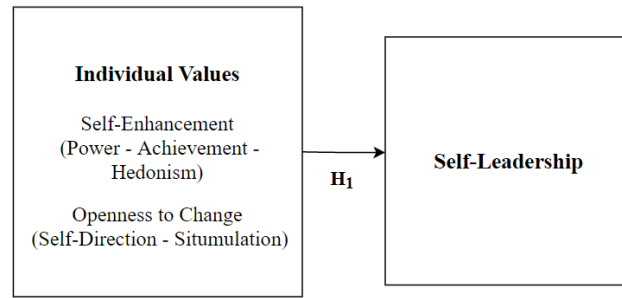 Individual Values
Self-Enhancement
(Power - Achievement -
Hedonism)
Openness to Change
(Self-Direction - Situmulation)
H1
Self-Leadership